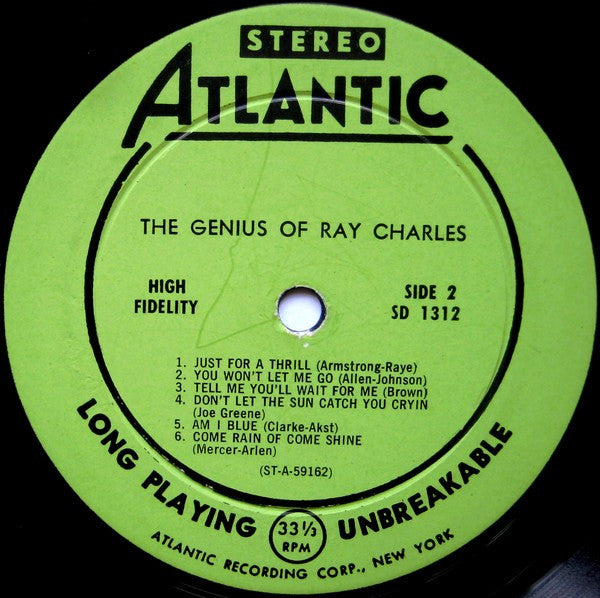 STEREO
ATLANTIC
THE GENIUS OF RAY CHARLES
HIGH
FIDELITY
SIDE 2
SD 1312
1. JUST FOR A THRILL (Armstrong-Raye)
2. YOU WON'T LET ME GO (Allen-Johnson)
3. TELL ME YOU'LL WAIT FOR ME (Brown)
4. DON'T LET THE SUN CATCH YOU CRYIN
(Joe Greene)
5. AM I BLUE (Clarke-Akst)
6. COME RAIN OF COME SHINE
(Mercer-Arlen)
(ST-A-59162)
LONG PLAYING 33⅓ RPM UNBREAKABLE
ATLANTIC RECORDING CORP., NEW YORK